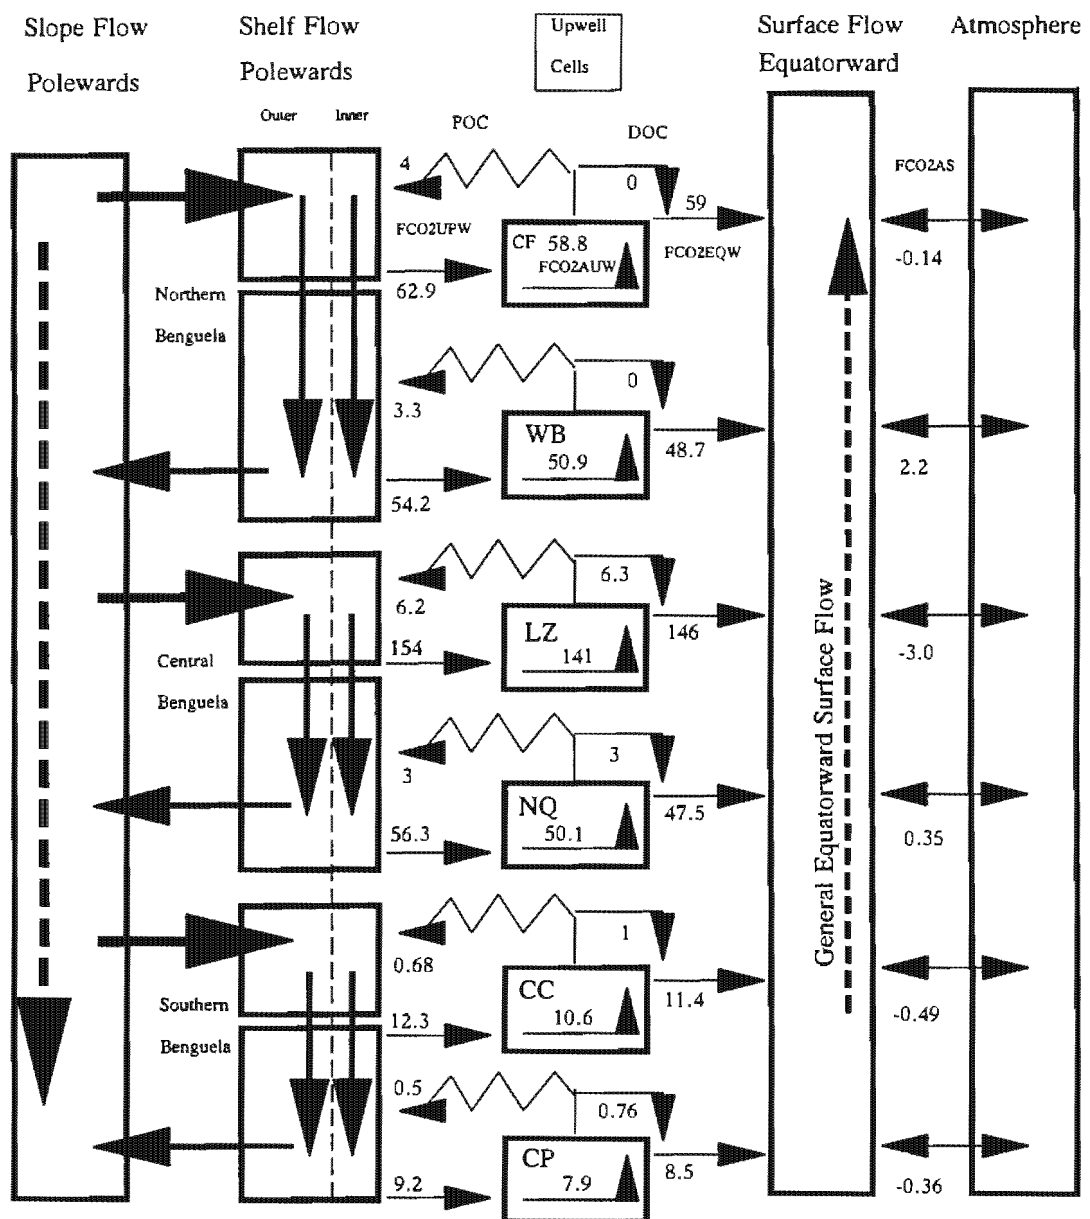 Slope Flow
Polewards
Shelf Flow
Polewards
Outer
Inner
Upwell
Cells
Surface Flow
Equatorward
Atmosphere
POC
DOC
FCO2AS
4
0
59
FCO2UPW
CF 58.8
FCO2AUW
FCO2EQW
62.9
-0.14
Northern
Benguela
3.3
0
WB
50.9
48.7
2.2
54.2
6.2
6.3
LZ
141
154
146
-3.0
Central
Benguela
3
3
NQ
50.1
47.5
0.35
56.3
General Equatorward Surface Flow
0.68
1
CC
10.6
11.4
-0.49
12.3
Southern
Benguela
0.5
0.76
CP
7.9
8.5
-0.36
9.2